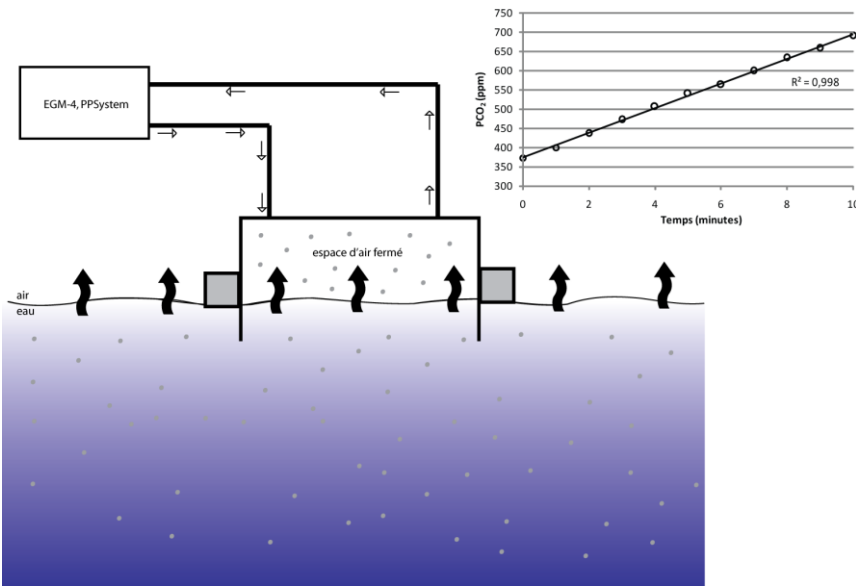 EGM-4, PPSystem
espace d'air fermé
air
eau
PCO₂ (ppm)
750
700
650
600
550
500
450
400
350
300
R² = 0,998
0 2 4 6 8 10
Temps (minutes)